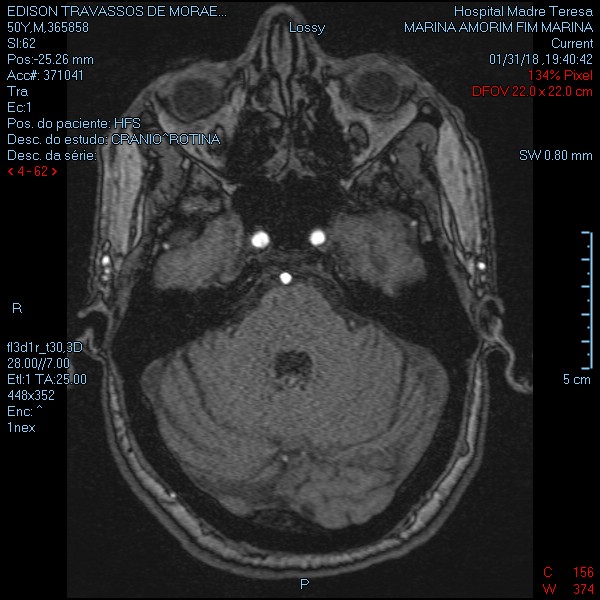 EDISON TRAVASSOS DE MORAE...
50Y,M,365858
Sl:62
Pos:-25.26 mm
Acc#: 371041
Tra
Ec:1
Pos. do paciente: HFS
Desc. do estudo: CRANIO^ROTINA
Desc. da série:
< 4 - 62 >
Lossy
Hospital Madre Teresa
MARINA AMORIM FIM MARINA
Current
01/31/18 ,19:40:42
134% Pixel
DFOV 22.0 x 22.0 cm
SW 0.80 mm
R
fl3d1r_t30,3D
28.00//7.00
Etl:1 TA:25:00
448x352
Enc: ^
1nex
5 cm
P
C 156
W 374